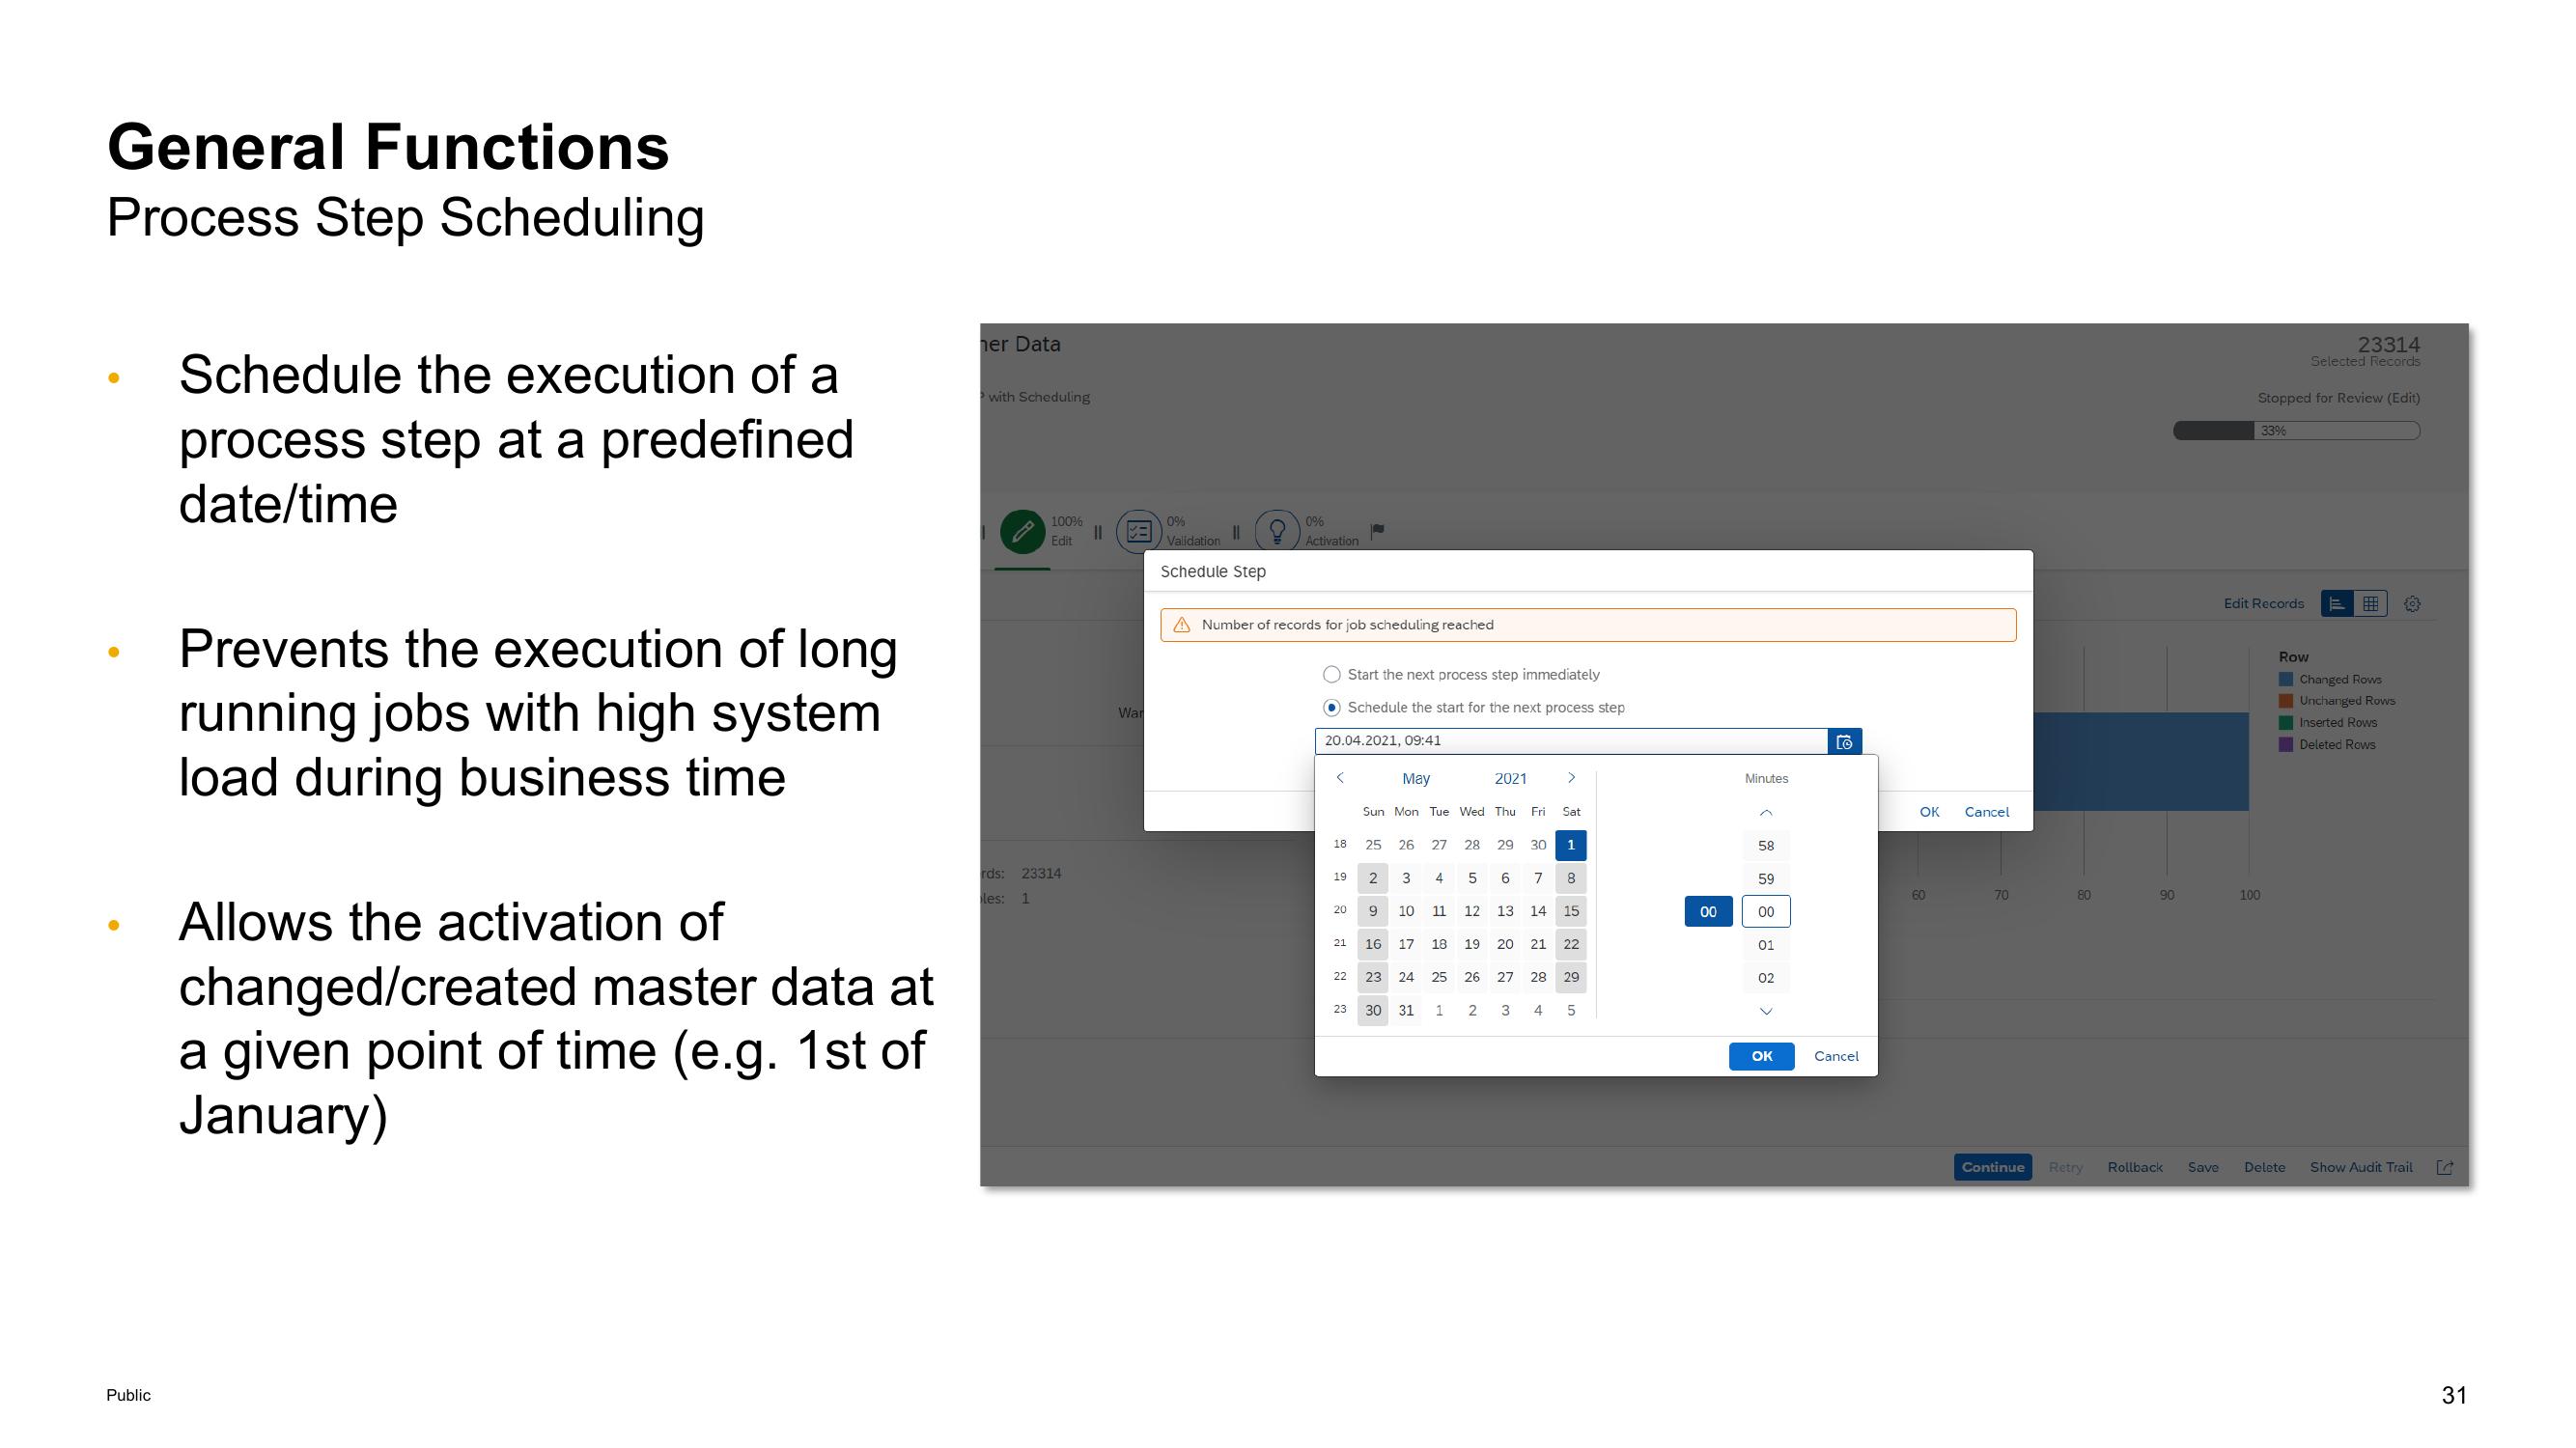 General Functions
Process Step Scheduling
• Schedule the execution of a
process step at a predefined
date/time
• Prevents the execution of long
running jobs with high system
load during business time
• Allows the activation of
changed/created master data at
a given point of time (e.g. 1st of
January)
ner Data
23314
Selected Records
P with Scheduling
Stopped for Review (Edit)
33%
100%
Edit
0%
Validation
0%
Activation
Schedule Step
Edit Records
Number of records for job scheduling reached
Start the next process step immediately
Schedule the start for the next process step
Row
Changed Rows
Unchanged Rows
Inserted Rows
Deleted Rows
War
20.04.2021, 09:41
May 2021
Minutes
Sun Mon Tue Wed Thu Fri Sat
18 25 26 27 28 29 30 1
19 2 3 4 5 6 7 8
20 9 10 11 12 13 14 15
21 16 17 18 19 20 21 22
22 23 24 25 26 27 28 29
23 30 31 1 2 3 4 5
58
59
00 00
01
02
OK Cancel
OK Cancel
rds: 23314
les: 1
60 70 80 90 100
Continue Retry Rollback Save Delete Show Audit Trail
Public
31